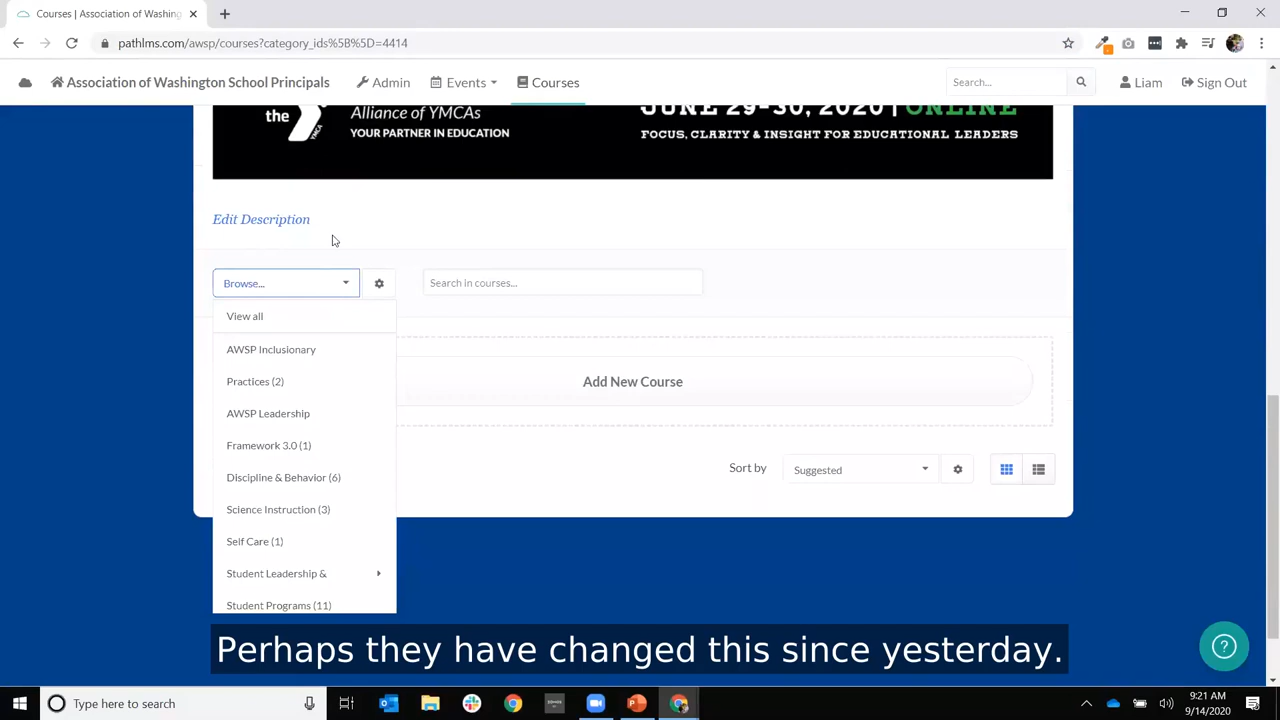 Courses | Association of Washing
pathlms.com/awsp/courses?category_ids%5B%5D=4414
Association of Washington School Principals
Admin
Events
Courses
Search...
Liam
Sign Out
the
YMCA
Alliance of YMCAs
YOUR PARTNER IN EDUCATION
JUNE 29-30, 2020 | ONLINE
FOCUS, CLARITY & INSIGHT FOR EDUCATIONAL LEADERS
Edit Description
Browse...
Search in courses...
View all
AWSP Inclusionary
Practices (2)
AWSP Leadership
Framework 3.0 (1)
Discipline & Behavior (6)
Science Instruction (3)
Self Care (1)
Student Leadership &
Student Programs (11)
Add New Course
Sort by
Suggested
Perhaps they have changed this since yesterday.
Type here to search
9:21 AM
9/14/2020